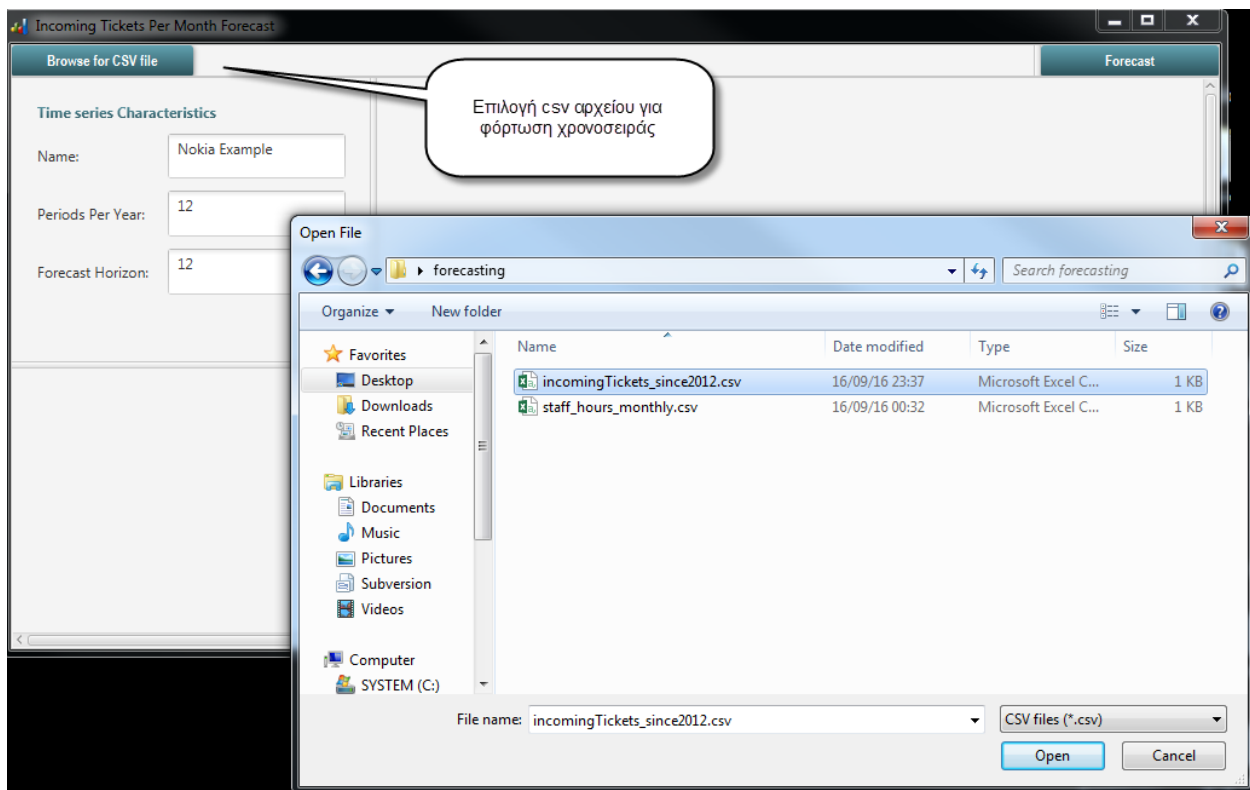 Incoming Tickets Per Month Forecast
Browse for CSV file
Forecast
Επιλογή csv αρχείου για
φόρτωση χρονοσειράς
Time series Characteristics
Name:
Nokia Example
Periods Per Year:
12
Forecast Horizon:
12
Open File
forecasting
Search forecasting
Organize
New folder
Name
Date modified
Type
Size
incomingTickets_since2012.csv
16/09/16 23:37
Microsoft Excel C...
1 KB
staff_hours_monthly.csv
16/09/16 00:32
Microsoft Excel C...
1 KB
Favorites
Desktop
Downloads
Recent Places
Libraries
Documents
Music
Pictures
Subversion
Videos
Computer
SYSTEM (C:)
File name:
incomingTickets_since2012.csv
CSV files (*.csv)
Open
Cancel